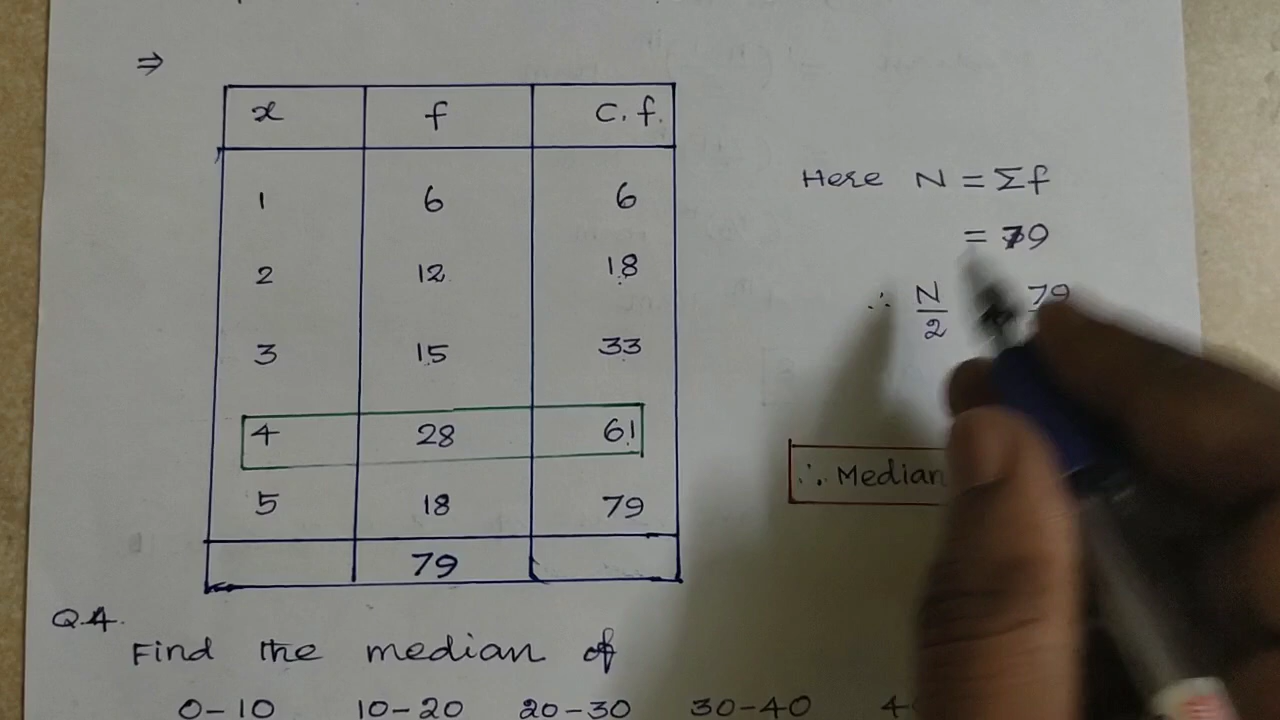 ⇒
x f C.f.
1 6 6
2 12 18
3 15 33
4 28 61
5 18 79
79
Here N = Σf
= 79
∴ N/2 79
∴ Median
Q.4.
Find the median of
0-10 10-20 20-30 30-40